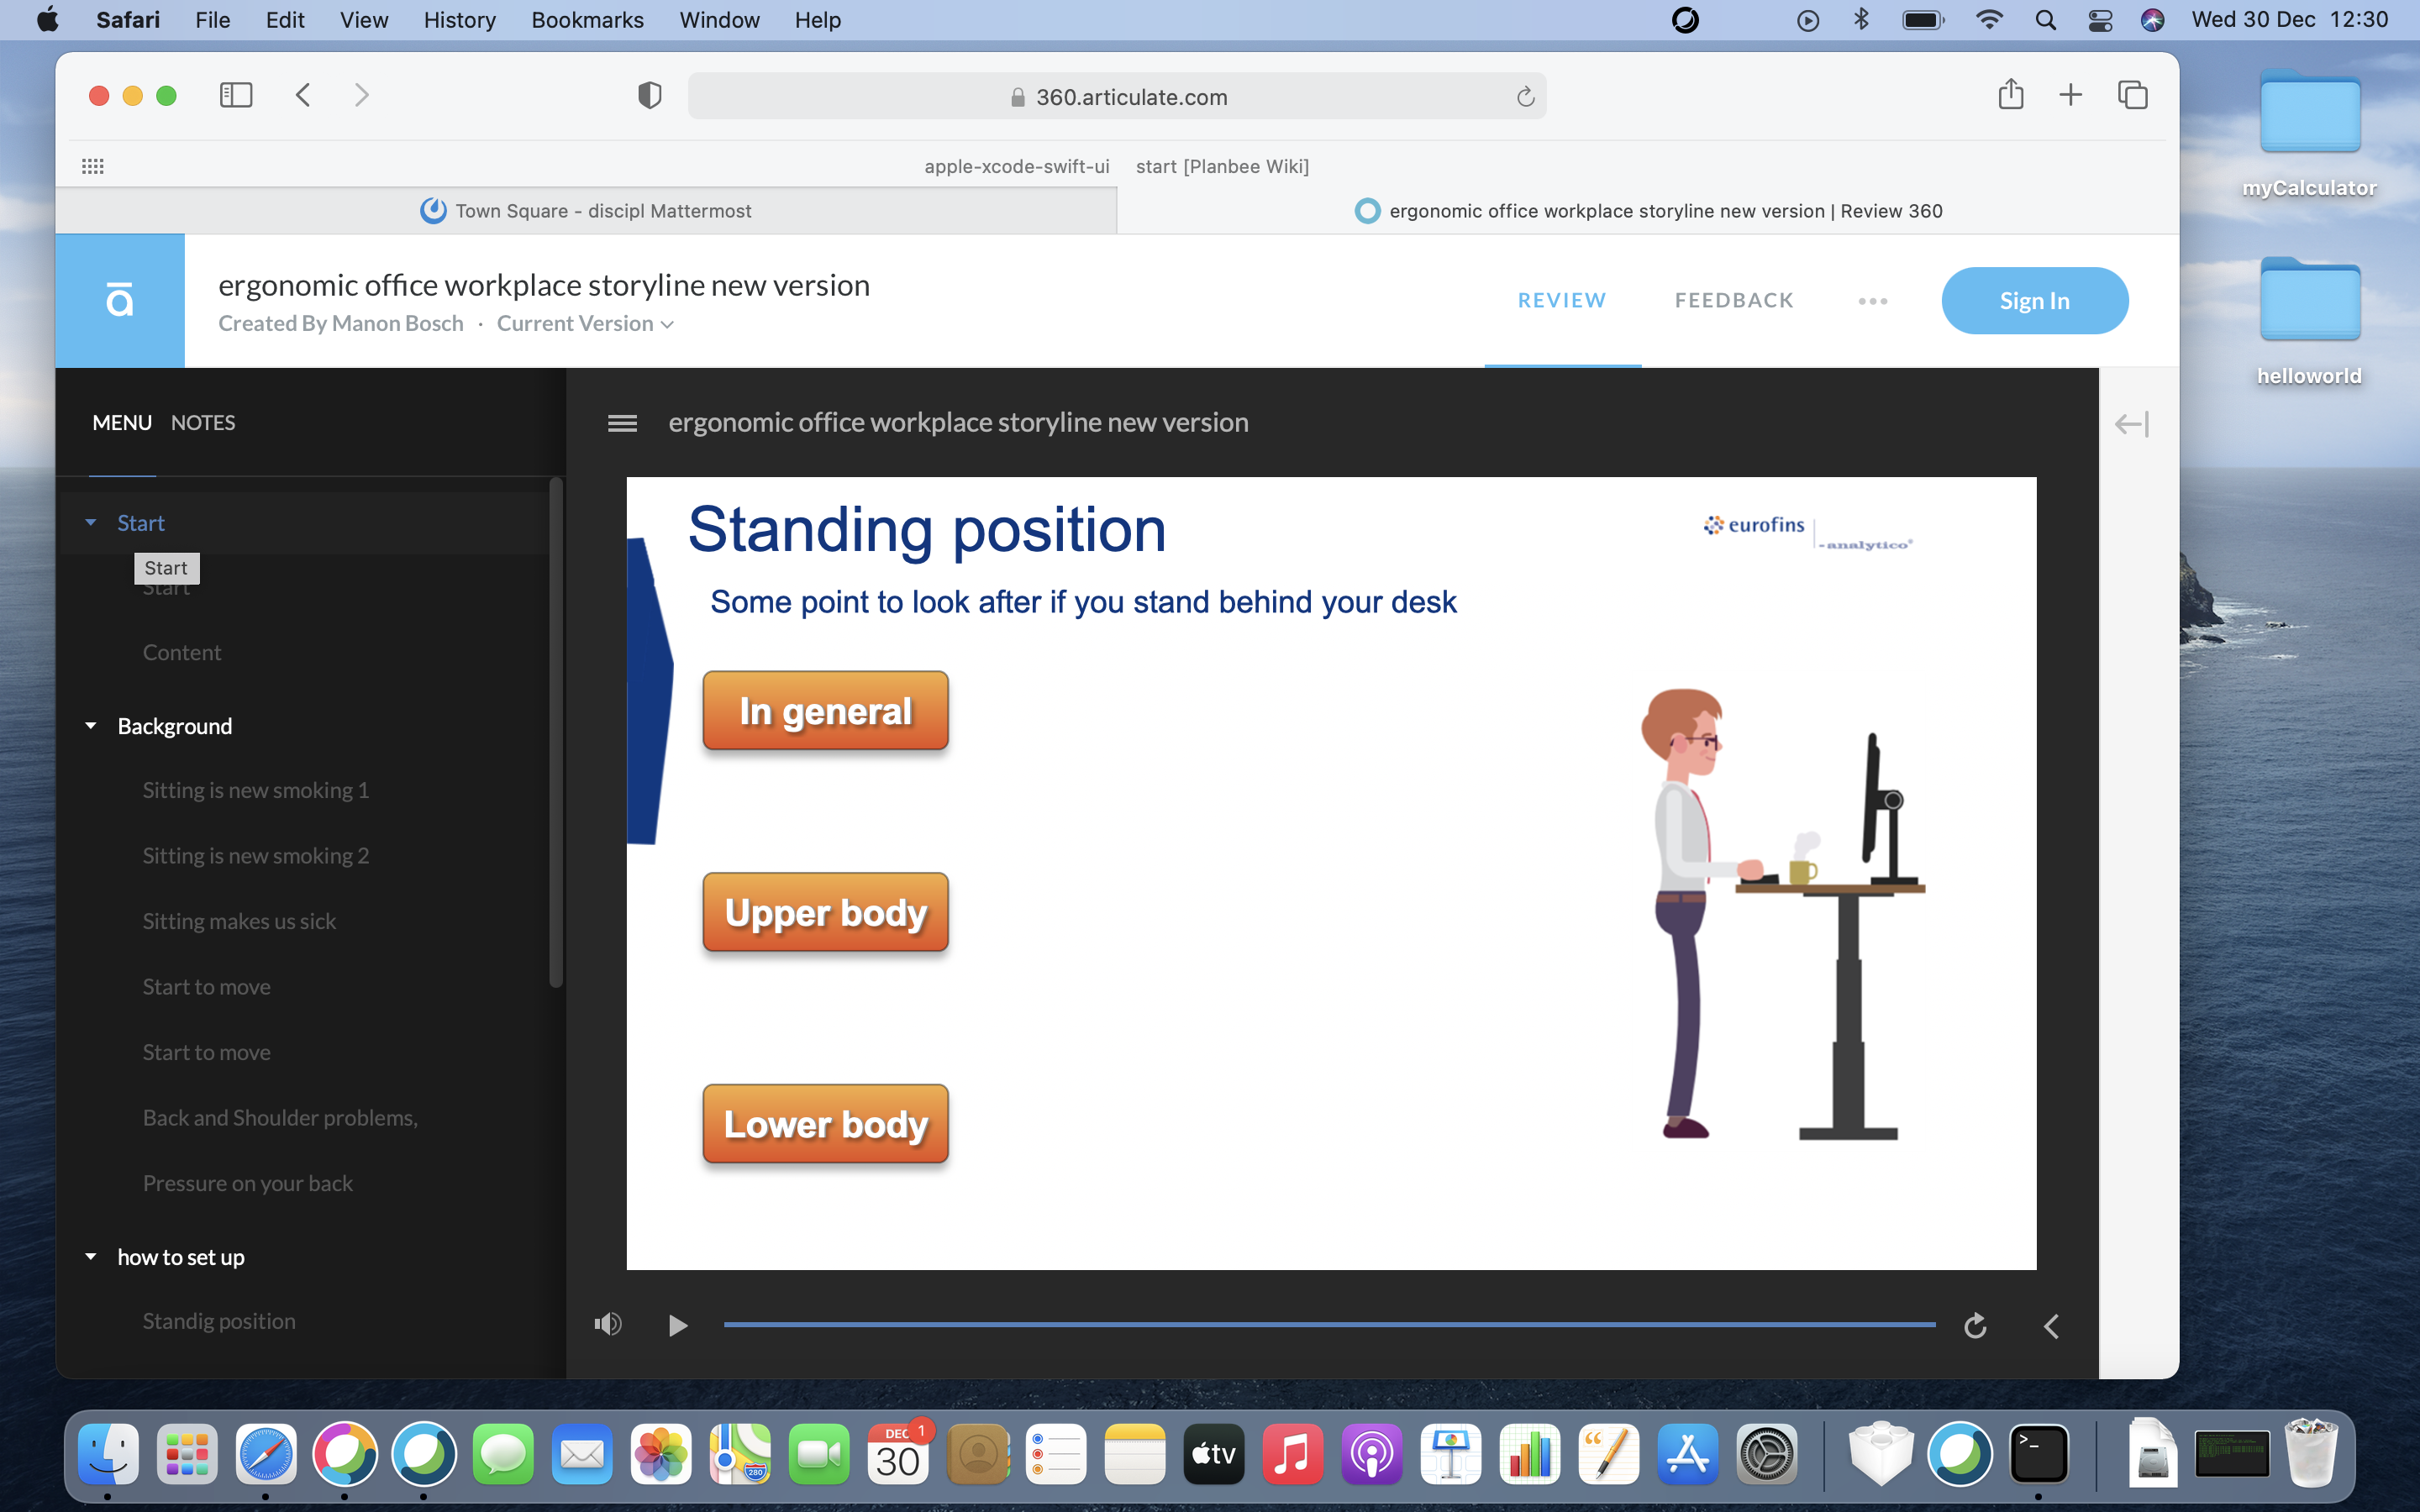 Safari File Edit View History Bookmarks Window Help Wed 30 Dec 12:30
360.articulate.com
apple-xcode-swift-ui start [Planbee Wiki]
Town Square - discipl Mattermost ergonomic office workplace storyline new version | Review 360
myCalculator
helloworld
ā
ergonomic office workplace storyline new version
Created By Manon Bosch · Current Version
REVIEW FEEDBACK ••• Sign In
MENU NOTES
ergonomic office workplace storyline new version
Start
Start
Start
Content
Background
Sitting is new smoking 1
Sitting is new smoking 2
Sitting makes us sick
Start to move
Start to move
Back and Shoulder problems,
Pressure on your back
how to set up
Standig position
Standing position
eurofins
-analytico®
Some point to look after if you stand behind your desk
In general
Upper body
Lower body
280
DEC 1
30
tv
>_